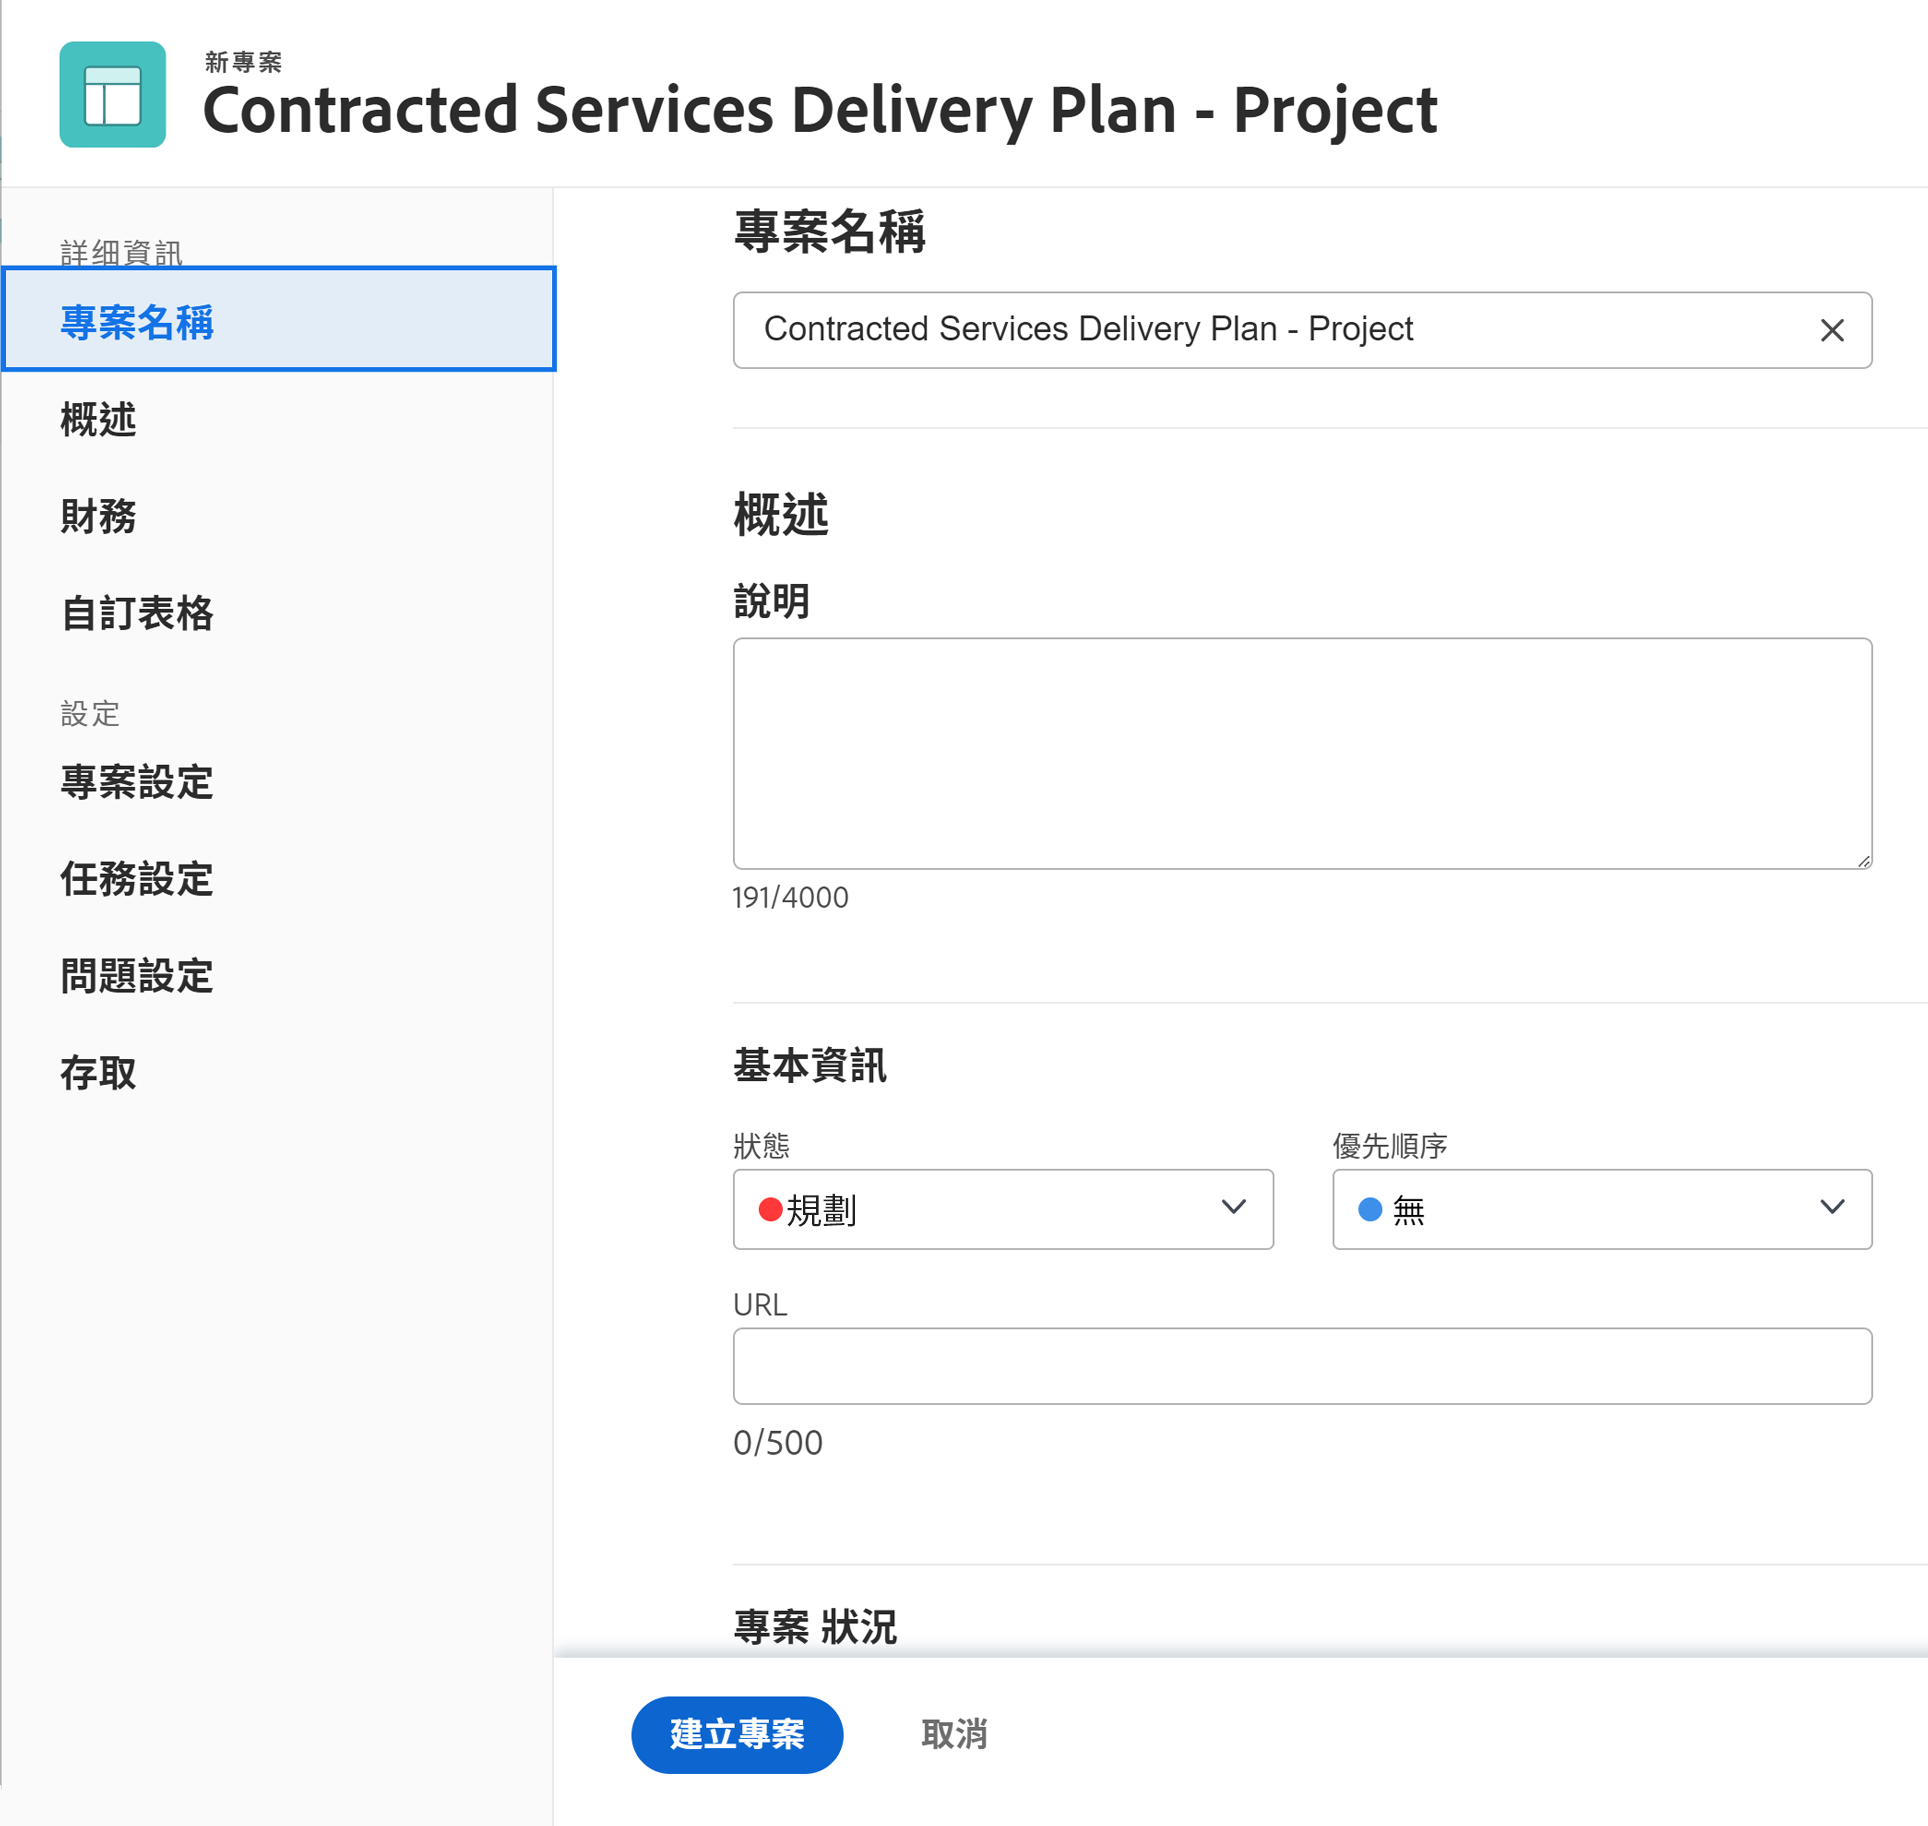 新專案
Contracted Services Delivery Plan - Project
詳细資訊
專案名稱
概述
財務
自訂表格
設定
專案設定
任務設定
問題設定
存取
專案名稱
Contracted Services Delivery Plan - Project
概述
說明
191/4000
基本資訊
狀態
優先順序
規劃
無
URL
0/500
專案 狀況
建立專案
取消